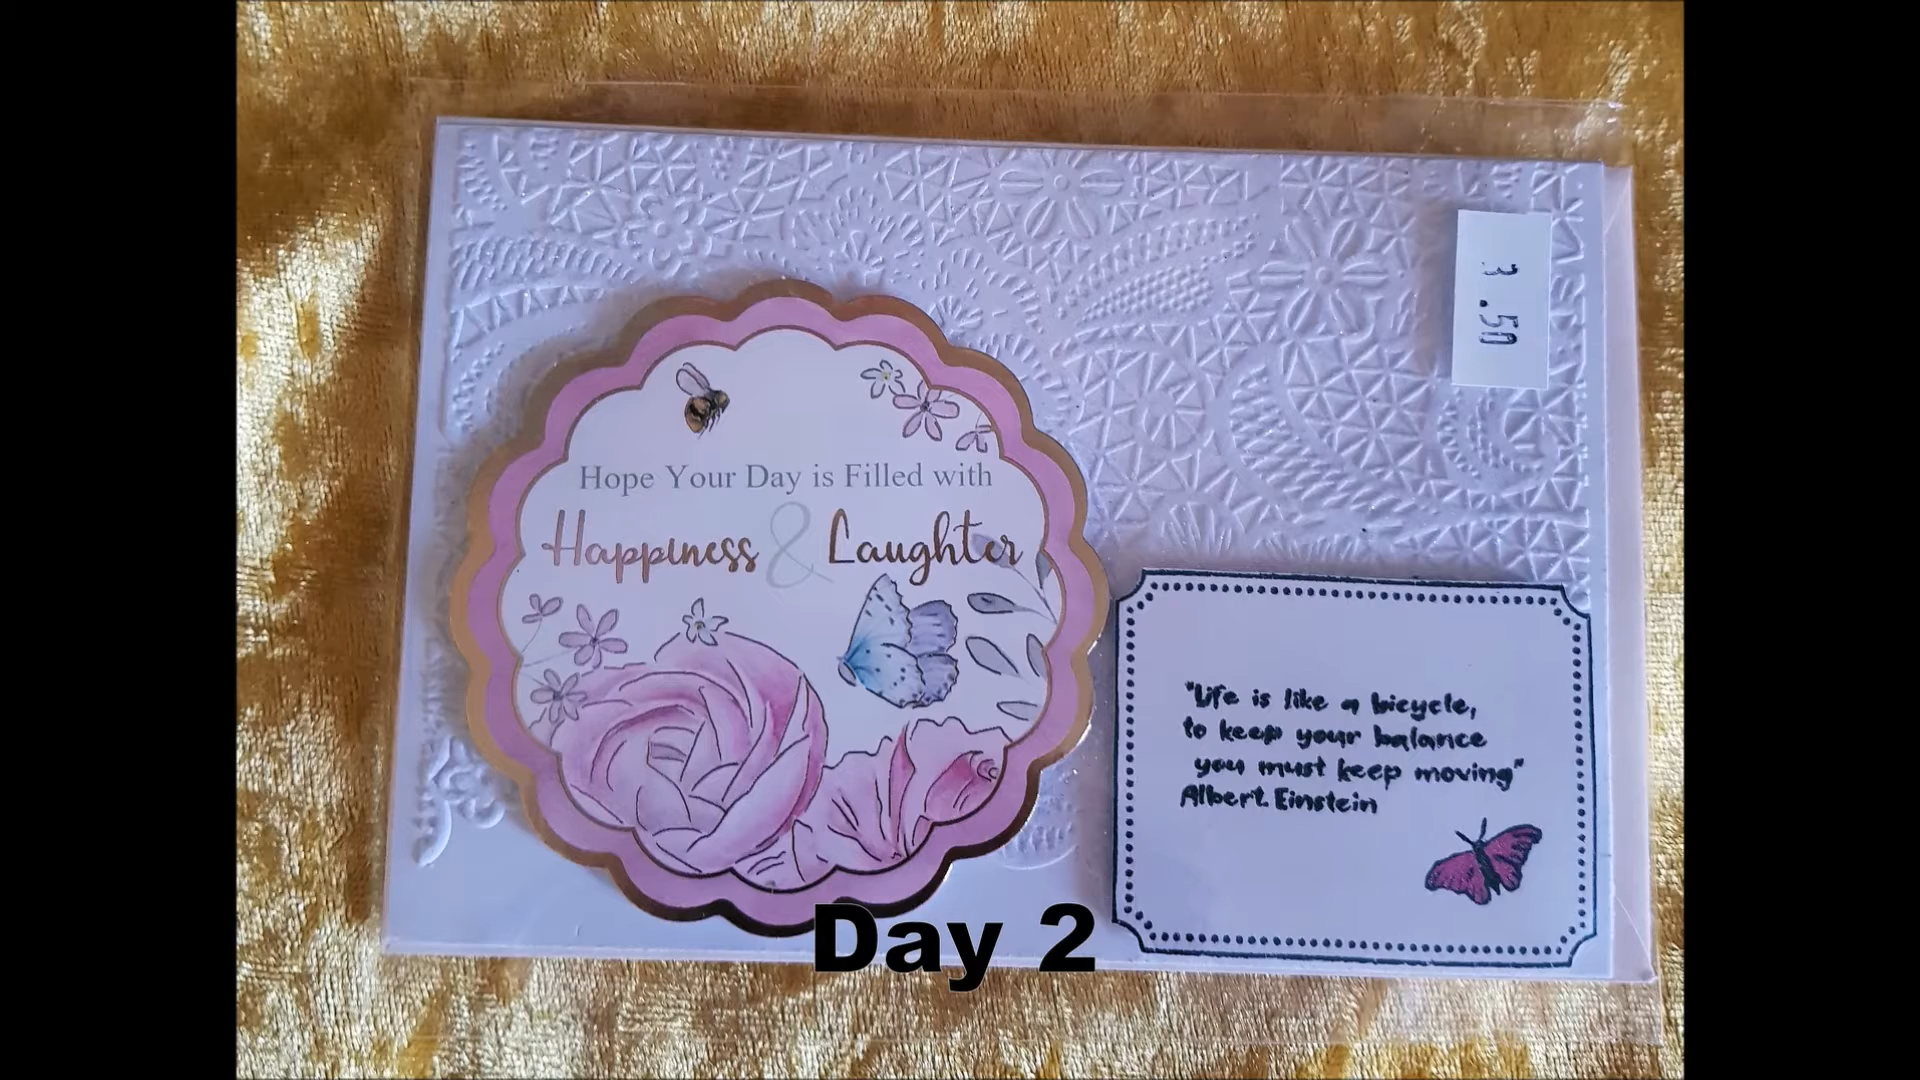 3.50
Hope Your Day is Filled with
Happiness & Laughter
"Life is like a bicycle,
to keep your balance
you must keep moving"
Albert. Einstein
Day 2